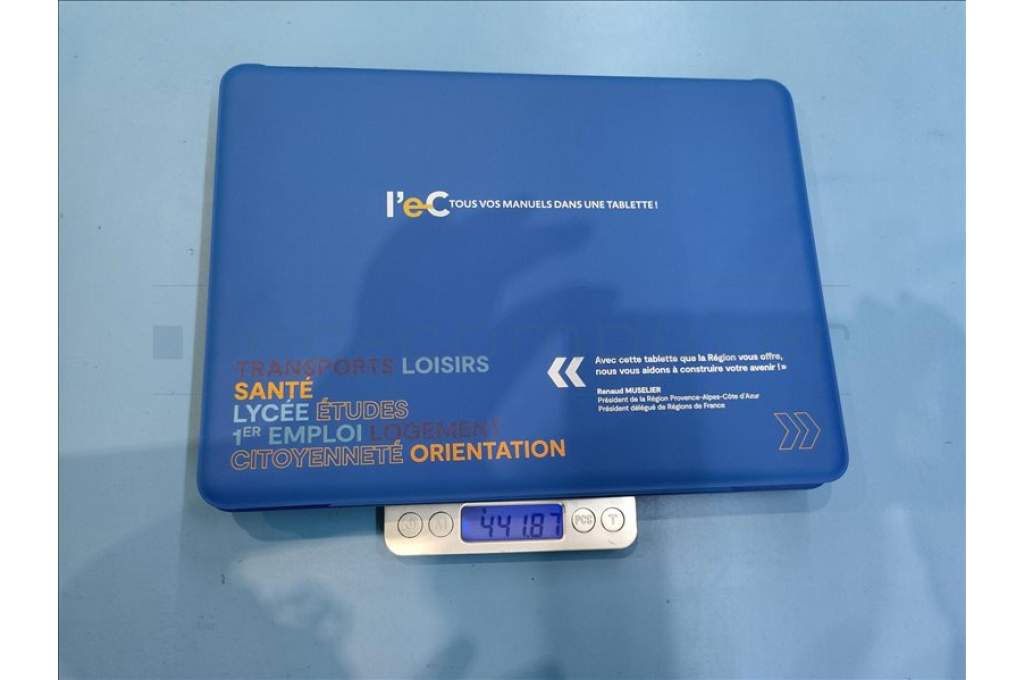 l'eC TOUS VOS MANUELS DANS UNE TABLETTE !
TRANSPORTS LOISIRS
SANTÉ
LYCÉE ÉTUDES
1ER EMPLOI LOGEMENT
CITOYENNETÉ ORIENTATION
« Avec cette tablette que la Région vous offre,
nous vous aidons à construire votre avenir ! »
Renaud MUSELIER
Président de la Région Provence-Alpes-Côte d'Azur
Président délégué de Régions de France
441.87
PCS T